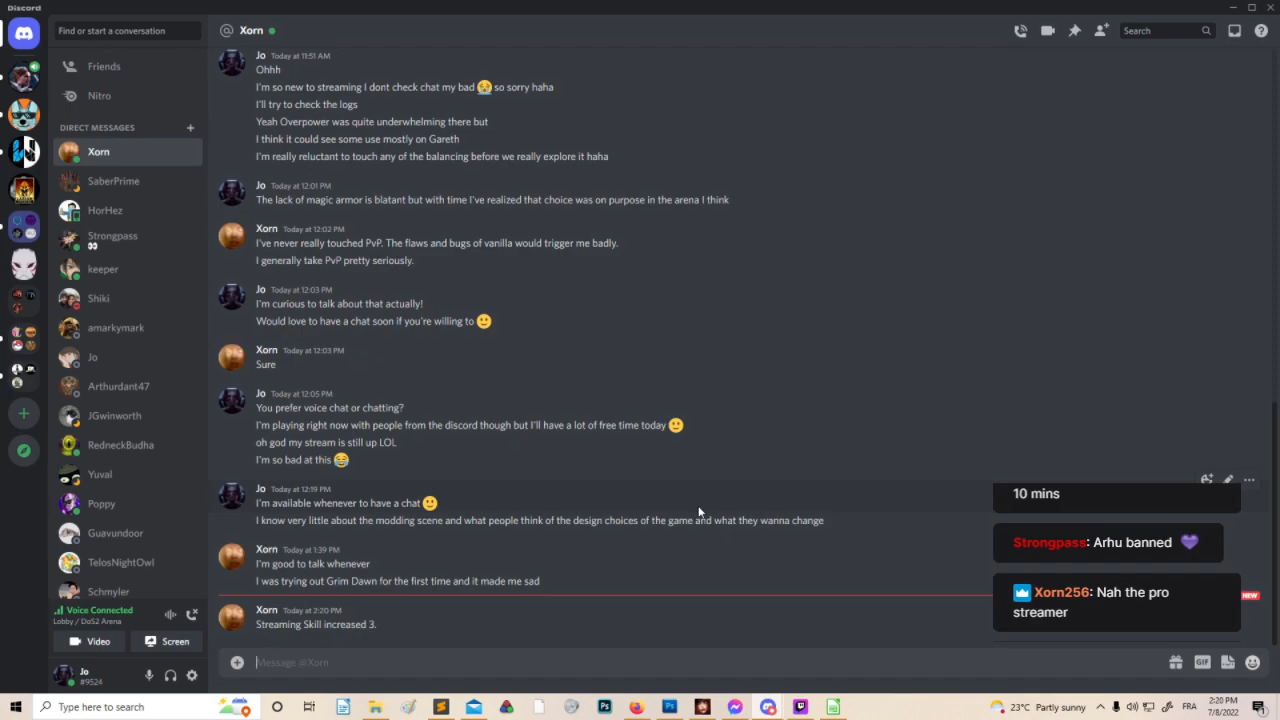 Discord
Find or start a conversation
Friends
Nitro
DIRECT MESSAGES
Xorn
SaberPrime
HorHez
Strongpass
keeper
Shiki
amarkymark
Jo
Arthurdant47
JGwinworth
RedneckBudha
Yuval
Poppy
Guavundoor
TelosNightOwl
Schmyler
Voice Connected
Lobby / DoS2 Arena
Video
Screen
Jo
#9524
Xorn
Search
Jo Today at 11:51 AM
Ohhh
I'm so new to streaming I dont check chat my bad 😭 so sorry haha
I'll try to check the logs
Yeah Overpower was quite underwhelming there but
I think it could see some use mostly on Gareth
I'm really reluctant to touch any of the balancing before we really explore it haha
Jo Today at 12:01 PM
The lack of magic armor is blatant but with time I've realized that choice was on purpose in the arena I think
Xorn Today at 12:02 PM
I've never really touched PvP. The flaws and bugs of vanilla would trigger me badly.
I generally take PvP pretty seriously.
Jo Today at 12:03 PM
I'm curious to talk about that actually!
Would love to have a chat soon if you're willing to 🙂
Xorn Today at 12:03 PM
Sure
Jo Today at 12:05 PM
You prefer voice chat or chatting?
I'm playing right now with people from the discord though but I'll have a lot of free time today 🙂
oh god my stream is still up LOL
I'm so bad at this 😂
Jo Today at 12:19 PM
I'm available whenever to have a chat 🙂
I know very little about the modding scene and what people think of the design choices of the game and what they wanna change
Xorn Today at 1:39 PM
I'm good to talk whenever
I was trying out Grim Dawn for the first time and it made me sad
NEW
Xorn Today at 2:20 PM
Streaming Skill increased 3.
Message @Xorn
GIF
10 mins
Strongpass: Arhu banned 💜
Xorn256: Nah the pro
streamer
Type here to search
23°C Partly sunny
FRA
2:20 PM
7/8/2022